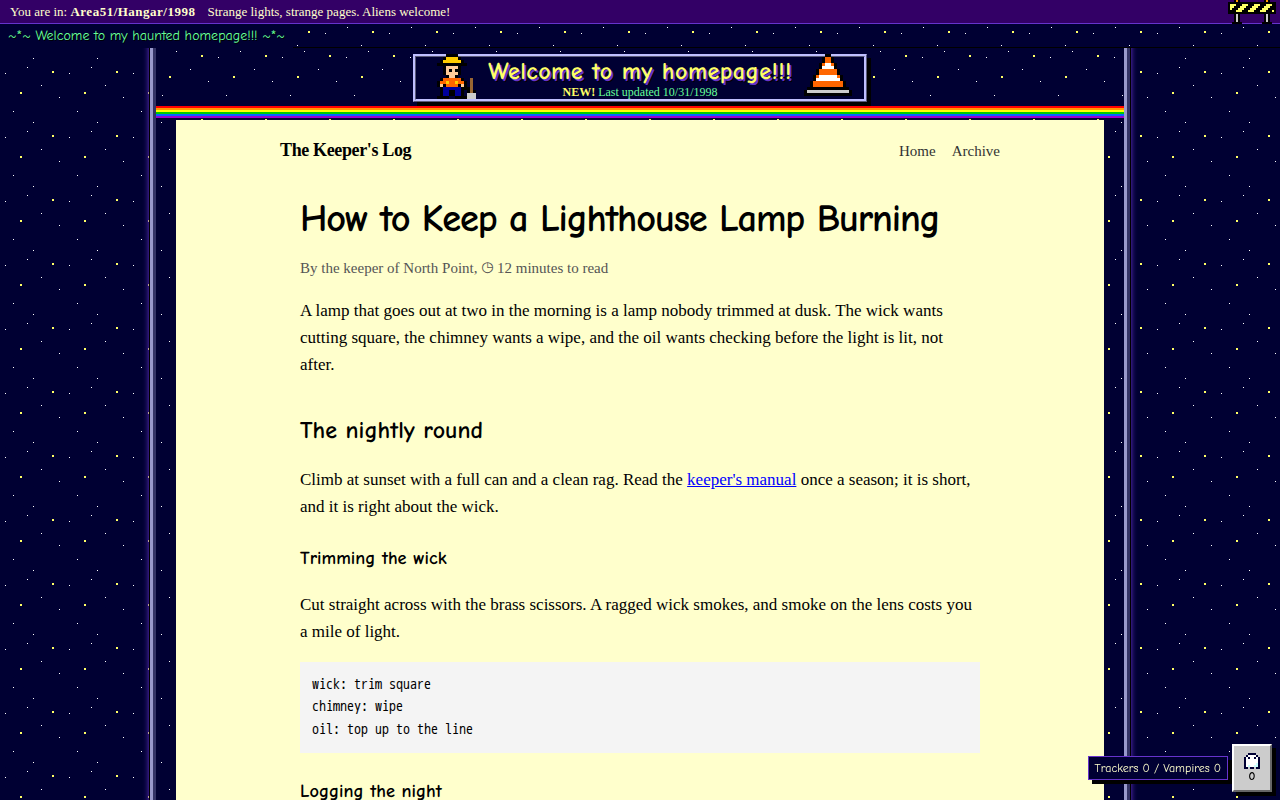 You are in: Area51/Hangar/1998 Strange lights, strange pages. Aliens welcome!
~*~ Welcome to my haunted homepage!!! ~*~
Welcome to my homepage!!!
NEW! Last updated 10/31/1998
The Keeper's Log
Home Archive
How to Keep a Lighthouse Lamp Burning
By the keeper of North Point, 12 minutes to read
A lamp that goes out at two in the morning is a lamp nobody trimmed at dusk. The wick wants
cutting square, the chimney wants a wipe, and the oil wants checking before the light is lit, not
after.
The nightly round
Climb at sunset with a full can and a clean rag. Read the keeper's manual once a season; it is short,
and it is right about the wick.
Trimming the wick
Cut straight across with the brass scissors. A ragged wick smokes, and smoke on the lens costs you
a mile of light.
wick: trim square
chimney: wipe
oil: top up to the line
Logging the night
Trackers 0 / Vampires 0
0